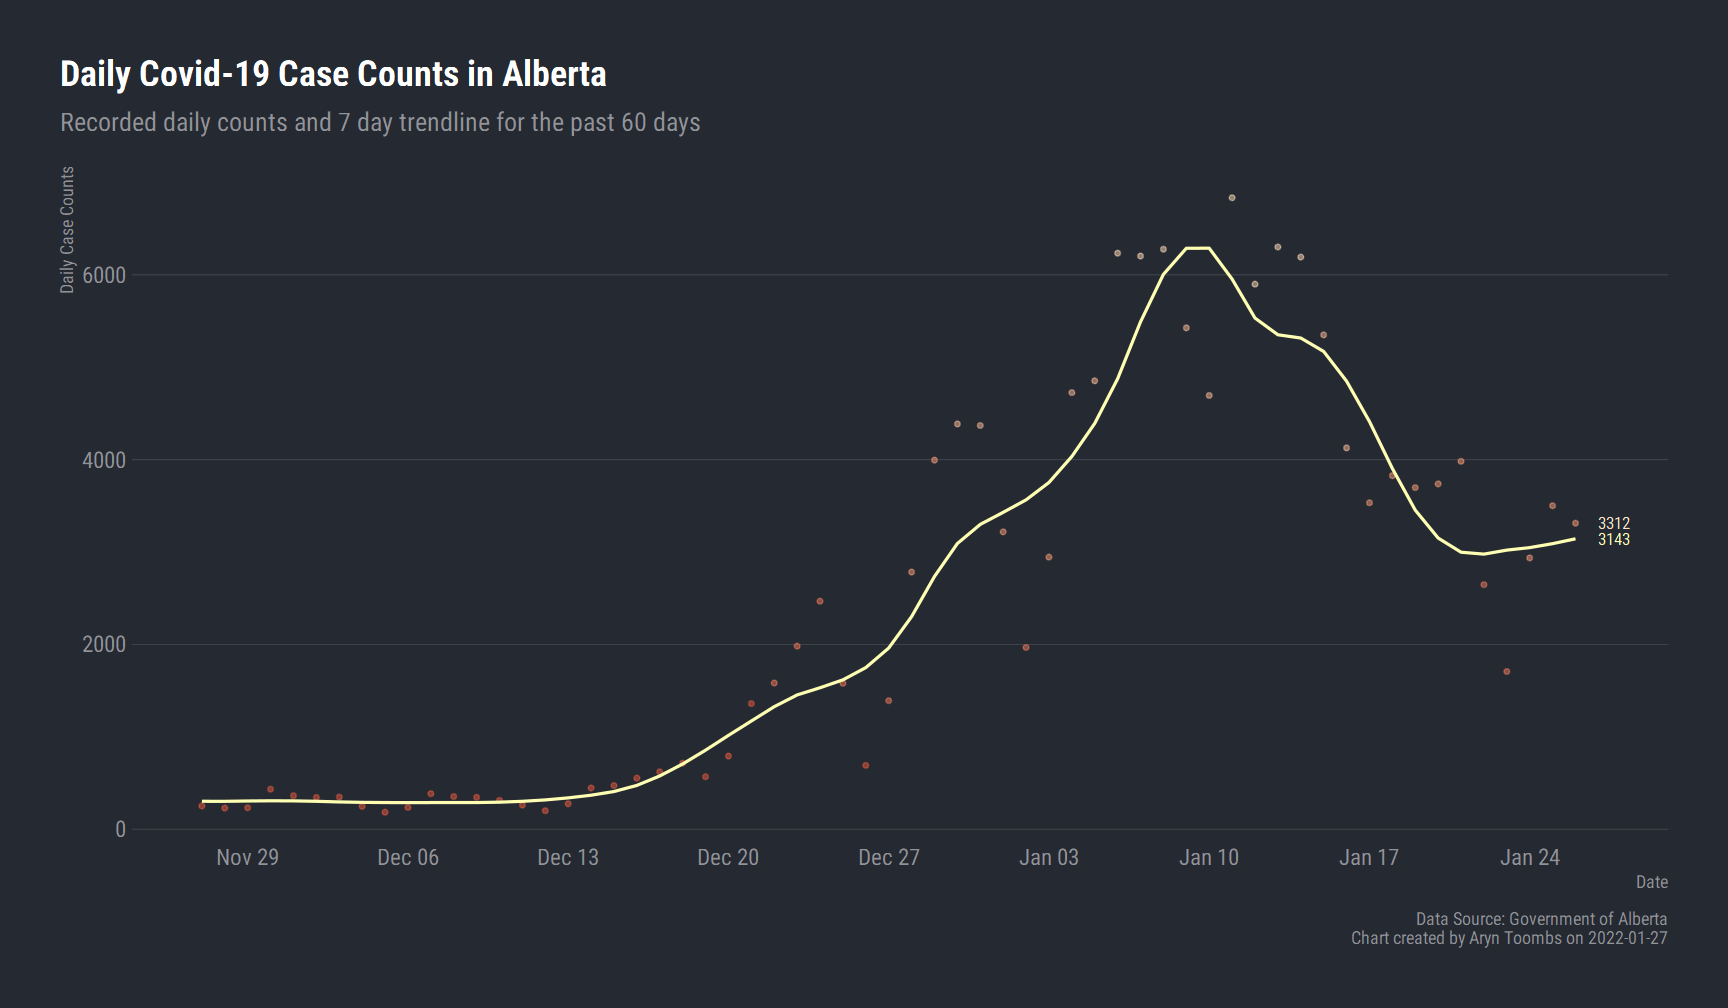 Daily Covid-19 Case Counts in Alberta
Recorded daily counts and 7 day trendline for the past 60 days
Daily Case Counts
6000
4000
2000
0
3312
3143
Nov 29
Dec 06
Dec 13
Dec 20
Dec 27
Jan 03
Jan 10
Jan 17
Jan 24
Date
Data Source: Government of Alberta
Chart created by Aryn Toombs on 2022-01-27